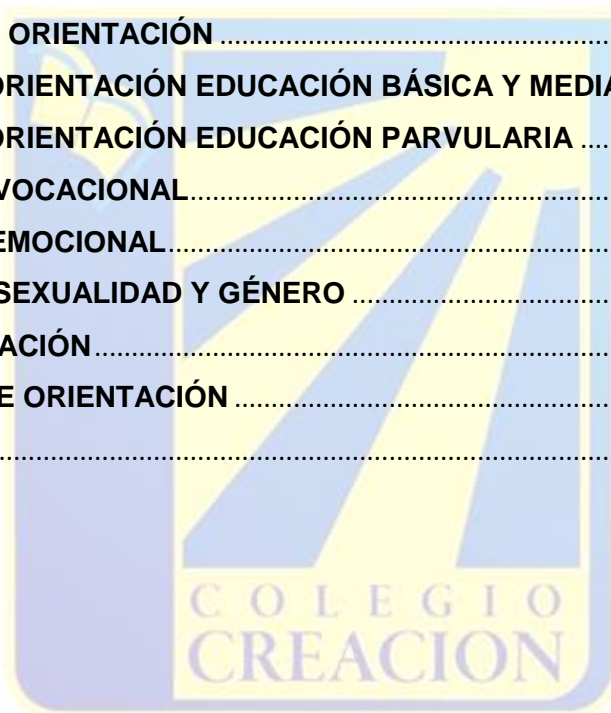 ORIENTACIÓN ........................................................
ORIENTACIÓN EDUCACIÓN BÁSICA Y MEDIA
ORIENTACIÓN EDUCACIÓN PARVULARIA ....
VOCACIONAL ............................................................
EMOCIONAL ...............................................................
SEXUALIDAD Y GÉNERO .....................................
ACIÓN .........................................................................
E ORIENTACIÓN ......................................................
.....................................................................................
COLEGIO
CREACION